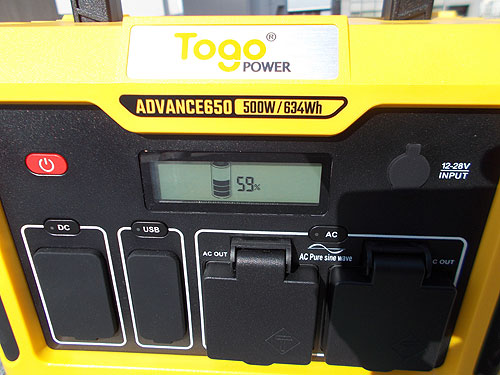 Togo®
POWER
ADVANCE650 500W/634Wh
59%
12-28V
INPUT
DC
USB
AC
AC OUT
AC Pure sine wave
C OUT